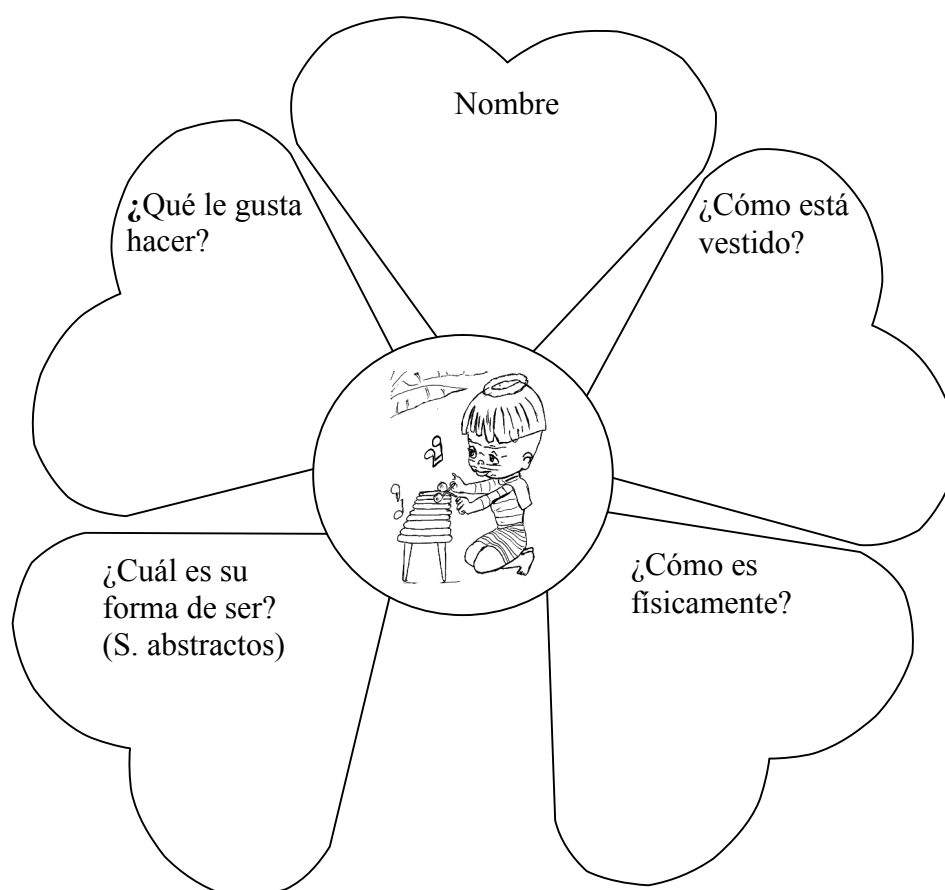 Nombre
¿Qué le gusta
hacer?
¿Cómo está
vestido?
¿Cuál es su
forma de ser?
(S. abstractos)
¿Cómo es
físicamente?